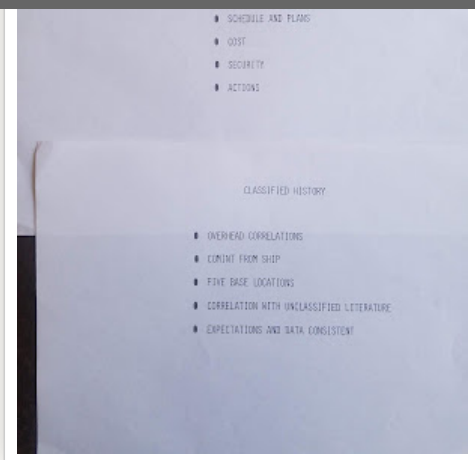 ● SCHEDULE AND PLANS
● COST
● SECURITY
● ACTIONS
CLASSIFIED HISTORY
● OVERHEAD CORRELATIONS
● COMINT FROM SHIP
● FIVE BASE LOCATIONS
● CORRELATION WITH UNCLASSIFIED LITERATURE
● EXPECTATIONS AND DATA CONSISTENT